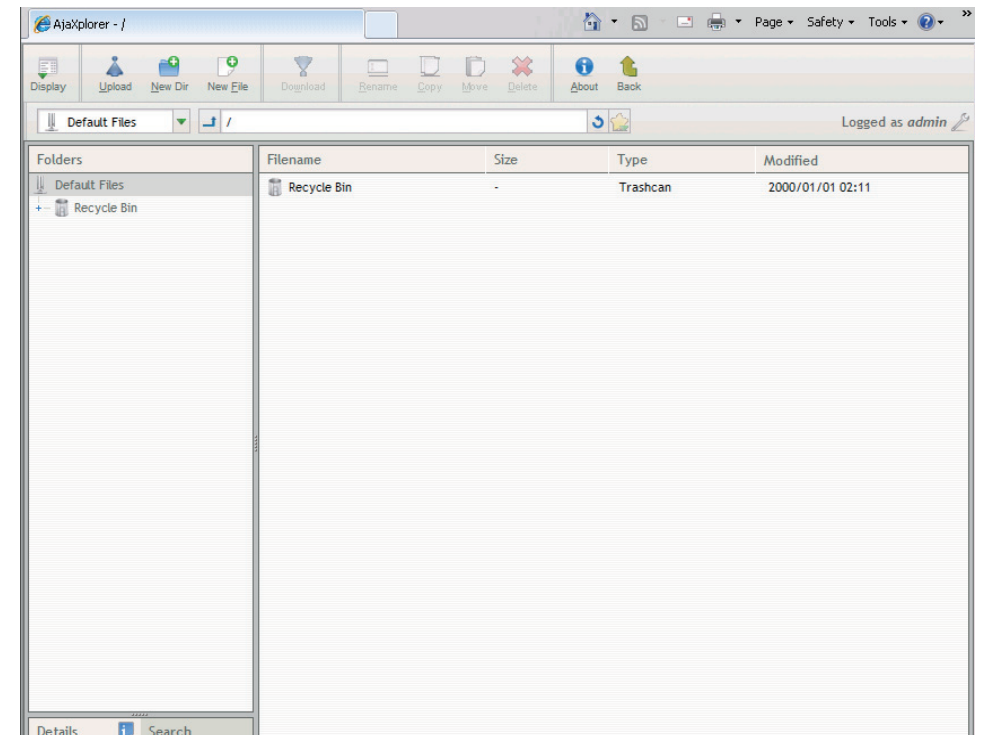 AjaXplorer - /
Page Safety Tools »
Display Upload New Dir New File Download Rename Copy Move Delete About Back
Default Files / Logged as admin
Folders Filename Size Type Modified
Default Files Recycle Bin - Trashcan 2000/01/01 02:11
Recycle Bin
Details Search